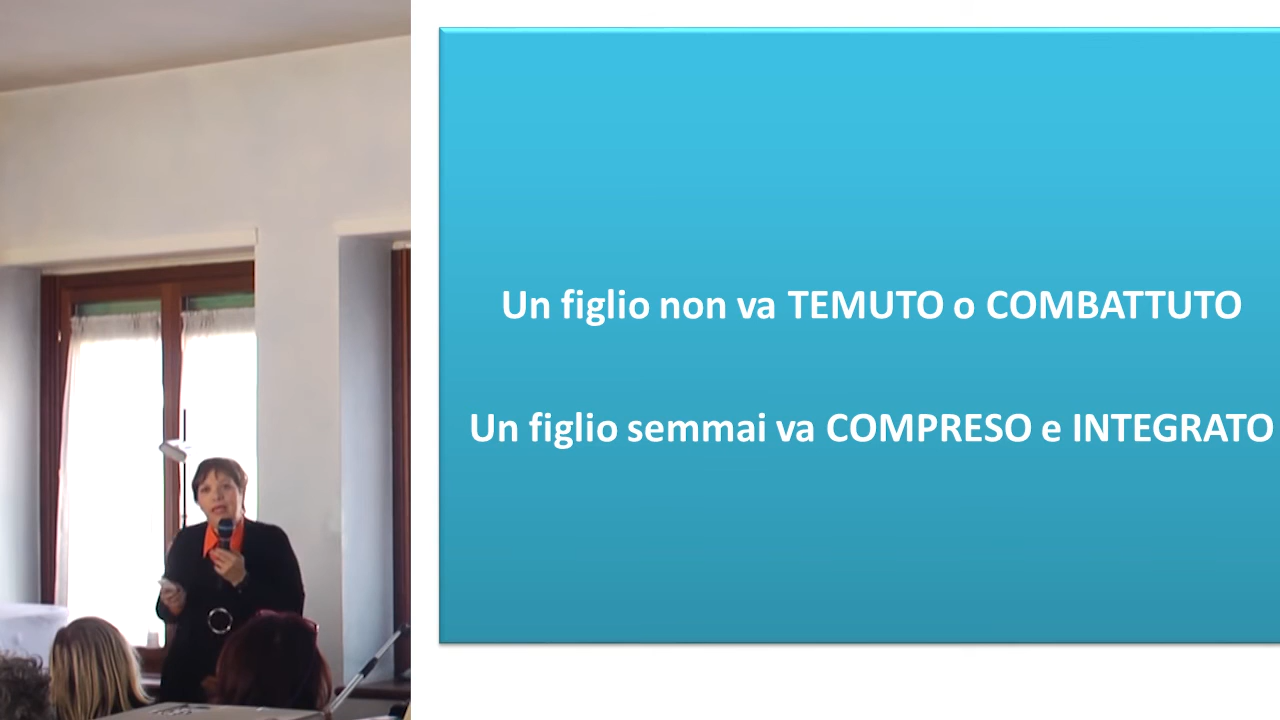 Un figlio non va TEMUTO o COMBATTUTO
Un figlio semmai va COMPRESO e INTEGRATO